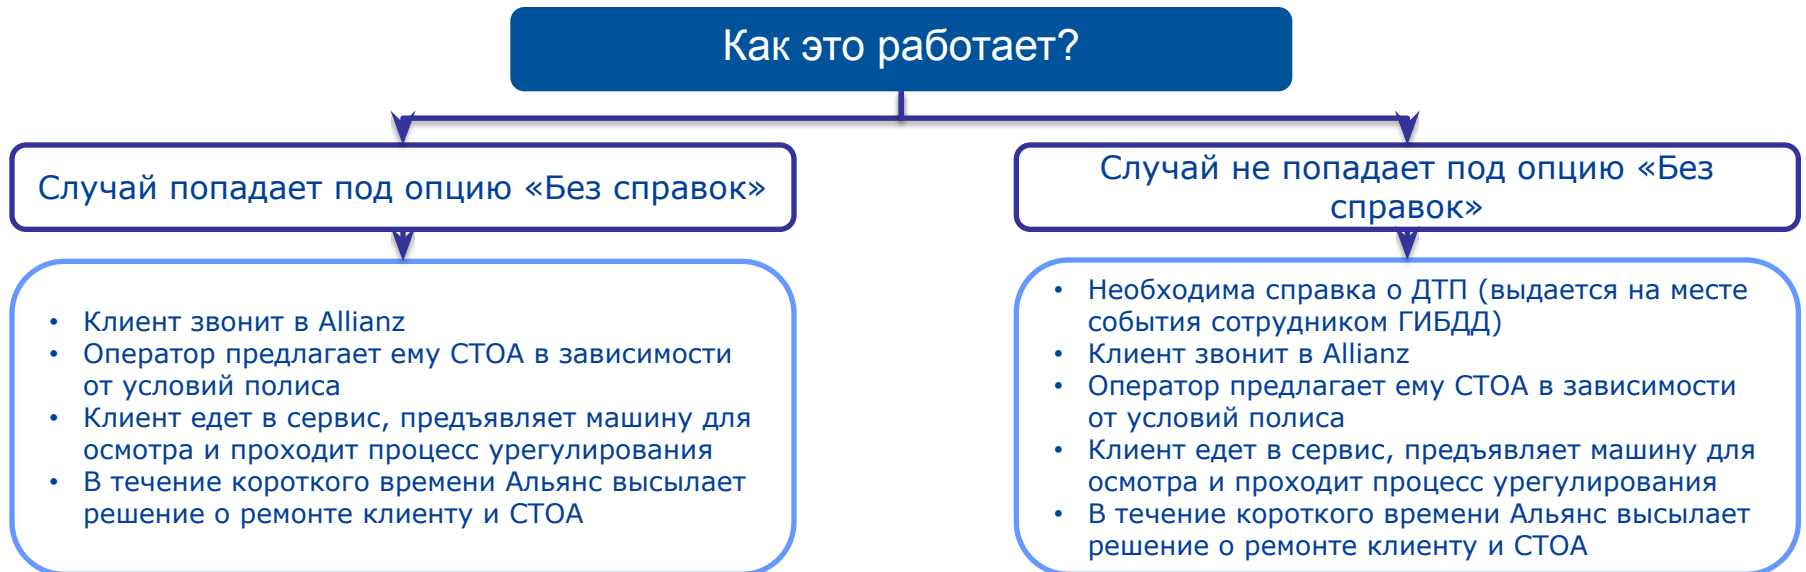 Как это работает?
Случай попадает под опцию «Без справок»
Случай не попадает под опцию «Без
справок»
• Клиент звонит в Allianz
• Оператор предлагает ему СТОА в зависимости
от условий полиса
• Клиент едет в сервис, предъявляет машину для
осмотра и проходит процесс урегулирования
• В течение короткого времени Альянс высылает
решение о ремонте клиенту и СТОА
• Необходима справка о ДТП (выдается на месте
события сотрудником ГИБДД)
• Клиент звонит в Allianz
• Оператор предлагает ему СТОА в зависимости
от условий полиса
• Клиент едет в сервис, предъявляет машину для
осмотра и проходит процесс урегулирования
• В течение короткого времени Альянс высылает
решение о ремонте клиенту и СТОА